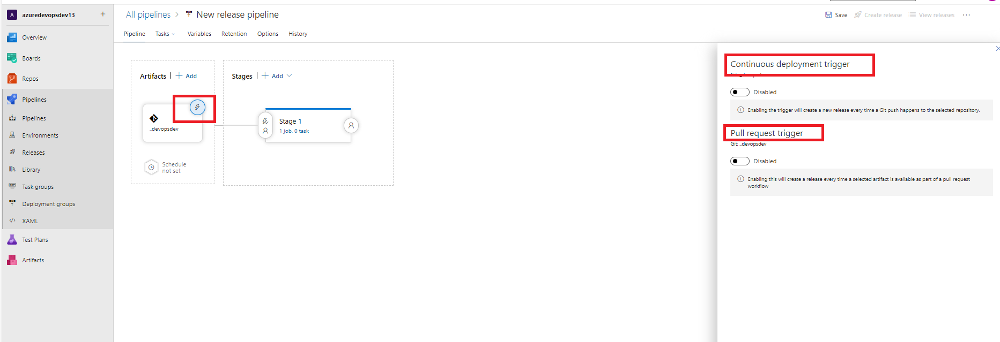 A azuredevopsdev13 +
Overview
Boards
Repos
Pipelines
Pipelines
Environments
Releases
Library
Task groups
Deployment groups
XAML
Test Plans
Artifacts
All pipelines > New release pipeline
Save Create release View releases ...
Pipeline Tasks Variables Retention Options History
Artifacts | + Add
_devopsdev
Schedule
not set
Stages | + Add
Stage 1
1 job, 0 task
Continuous deployment trigger
Disabled
Enabling the trigger will create a new release every time a Git push happens to the selected repository.
Pull request trigger
Git: _devopsdev
Disabled
Enabling this will create a release every time a selected artifact is available as part of a pull request
workflow